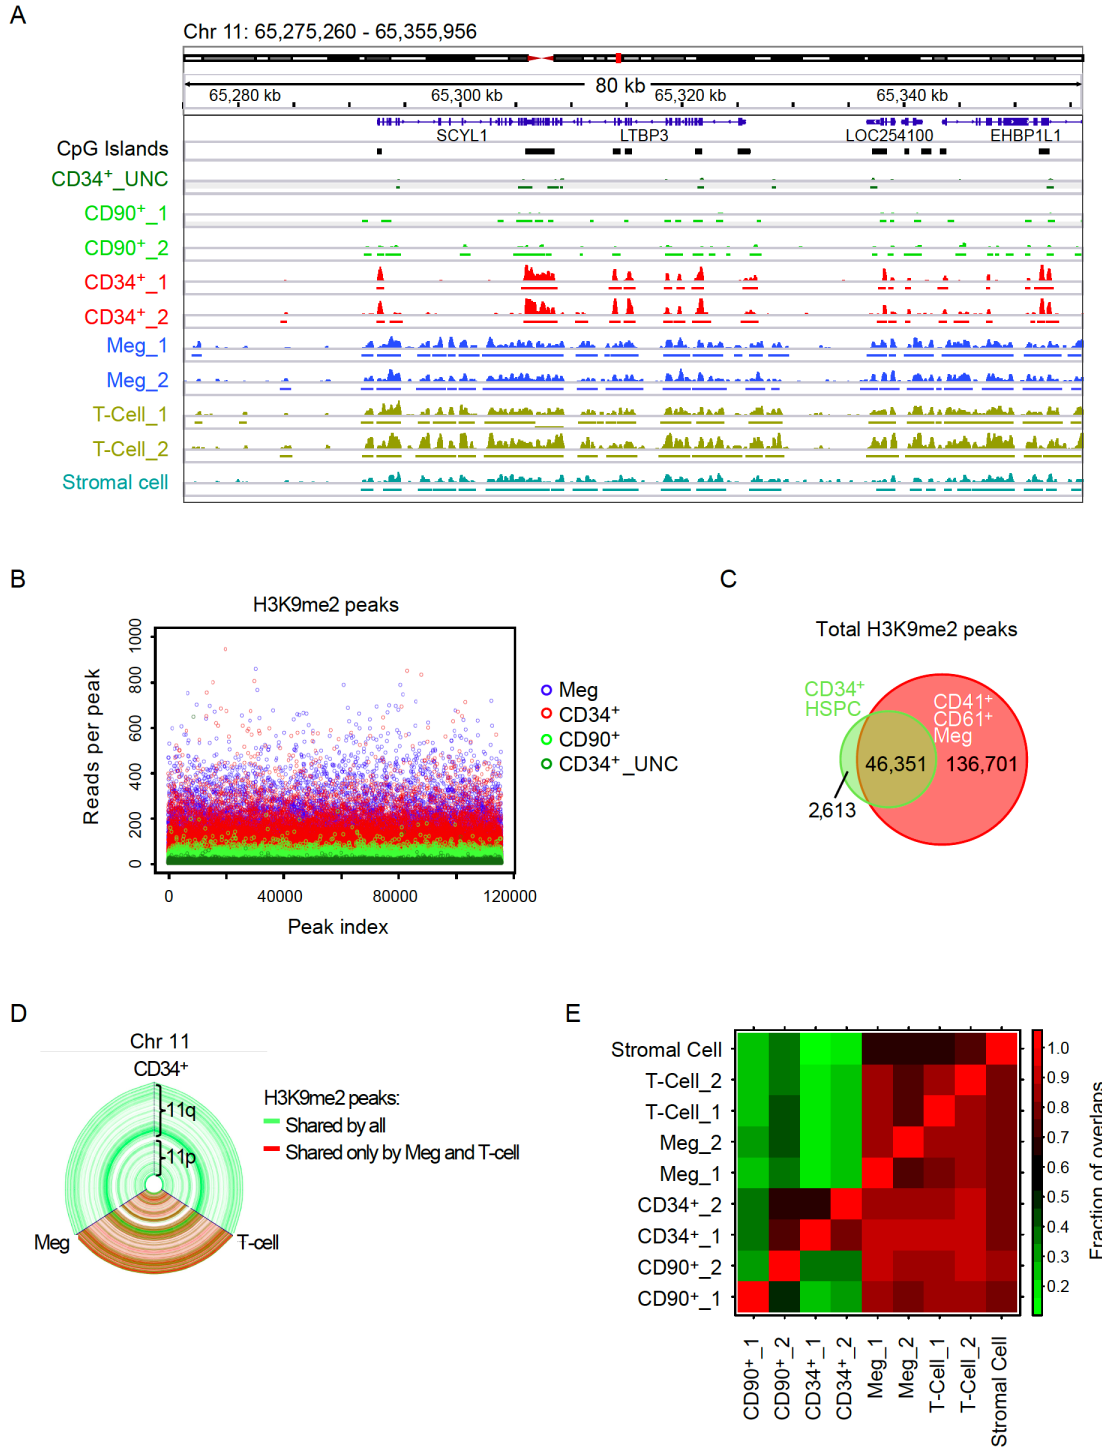 A
Chr 11: 65,275,260 - 65,355,956
80 kb
65,280 kb 65,300 kb 65,320 kb 65,340 kb
SCYL1 LTBP3 LOC254100 EHBP1L1
CpG Islands
CD34⁺_UNC
CD90⁺_1
CD90⁺_2
CD34⁺_1
CD34⁺_2
Meg_1
Meg_2
T-Cell_1
T-Cell_2
Stromal cell
B
H3K9me2 peaks
Reads per peak
1000
800
600
400
200
0
0 40000 80000 120000
Peak index
Meg
CD34⁺
CD90⁺
CD34⁺_UNC
C
Total H3K9me2 peaks
CD34⁺
HSPC
CD41⁺
CD61⁺
Meg
46,351 136,701
2,613
D
Chr 11
CD34⁺
11q
11p
Meg
T-cell
H3K9me2 peaks:
Shared by all
Shared only by Meg and T-cell
E
Stromal Cell
T-Cell_2
T-Cell_1
Meg_2
Meg_1
CD34⁺_2
CD34⁺_1
CD90⁺_2
CD90⁺_1
CD90⁺_1
CD90⁺_2
CD34⁺_1
CD34⁺_2
Meg_1
Meg_2
T-Cell_1
T-Cell_2
Stromal Cell
1.0
0.9
0.8
0.7
0.6
0.5
0.4
0.3
0.2
Fraction of overlaps